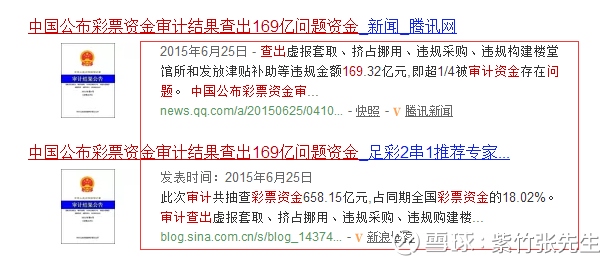 中国公布彩票资金审计结果查出169亿问题资金_新闻_腾讯网
2015年6月25日 - 查出虚报套取、挤占挪用、违规采购、违规构建楼堂
馆所和发放津贴补助等违规金额169.32亿元,即超1/4被审计资金存在问
题。 中国公布彩票资金审...
news.qq.com/a/20150625/0410... - 快照 - V 腾讯新闻
审计结果公告
中国公布彩票资金审计结果查出169亿问题资金_足彩2串1推荐专家...
发表时间：2015年6月25日
此次审计共抽查彩票资金658.15亿元,占同期全国彩票资金的18.02%。
审计查出虚报套取、挤占挪用、违规采购、违规购建楼...
blog.sina.com.cn/s/blog_14374... - V 新浪博客
审计结果公告
雪球：紫竹张先生